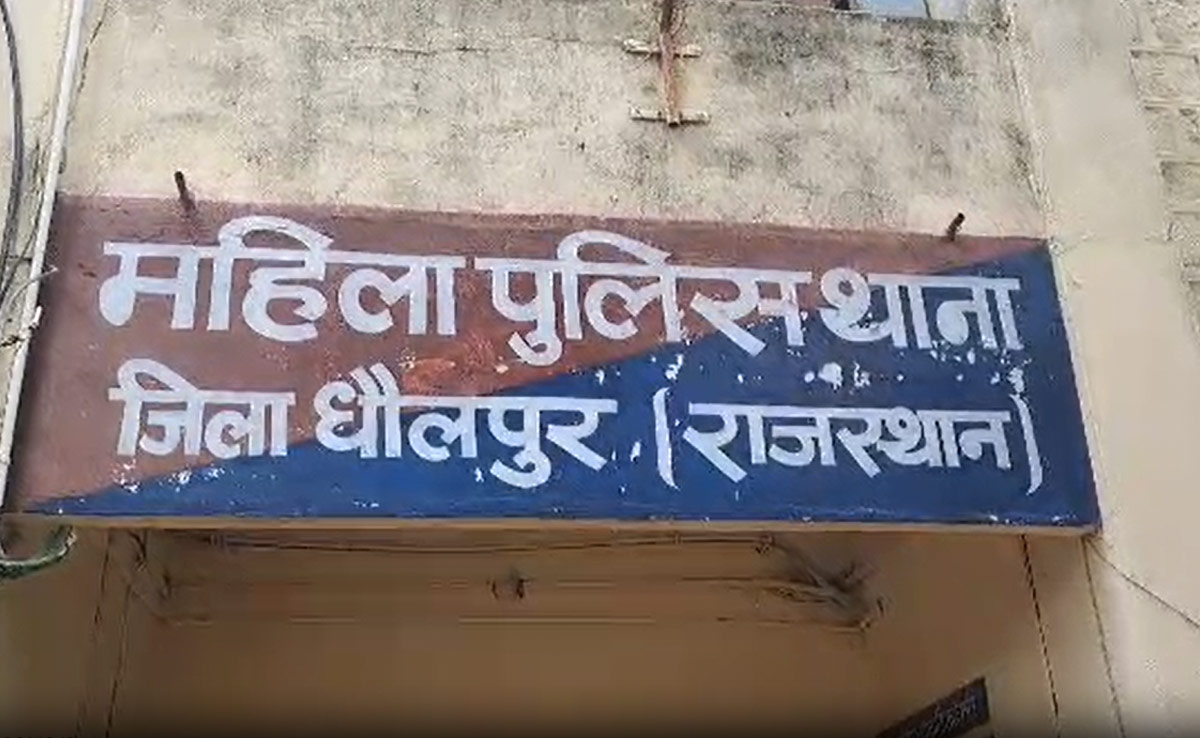 महिला पुलिस थाना
जिला धौलपुर (राजस्थान)